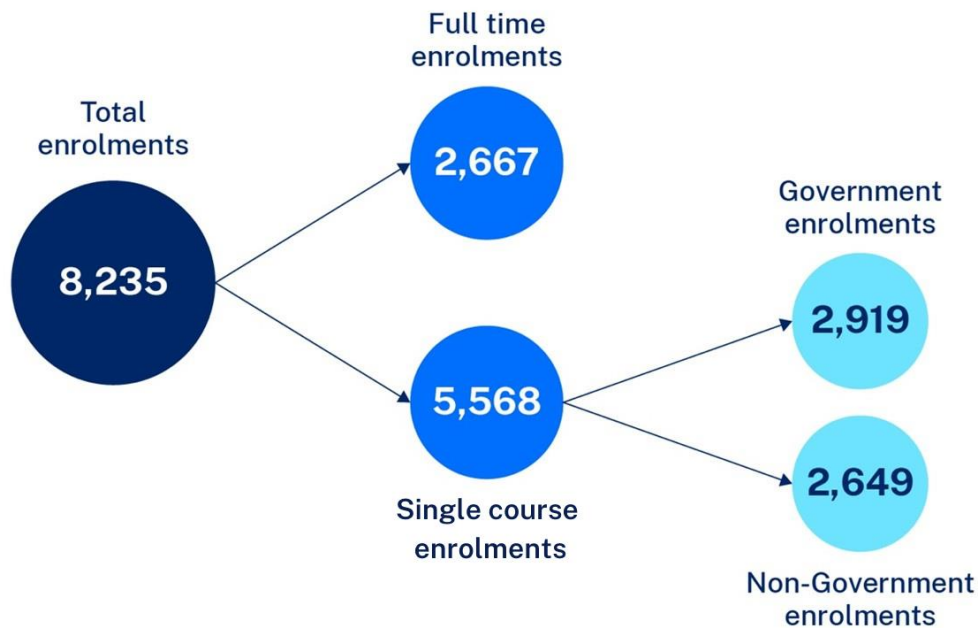 Total
enrolments
8,235
Full time
enrolments
2,667
5,568
Single course
enrolments
Government
enrolments
2,919
2,649
Non-Government
enrolments